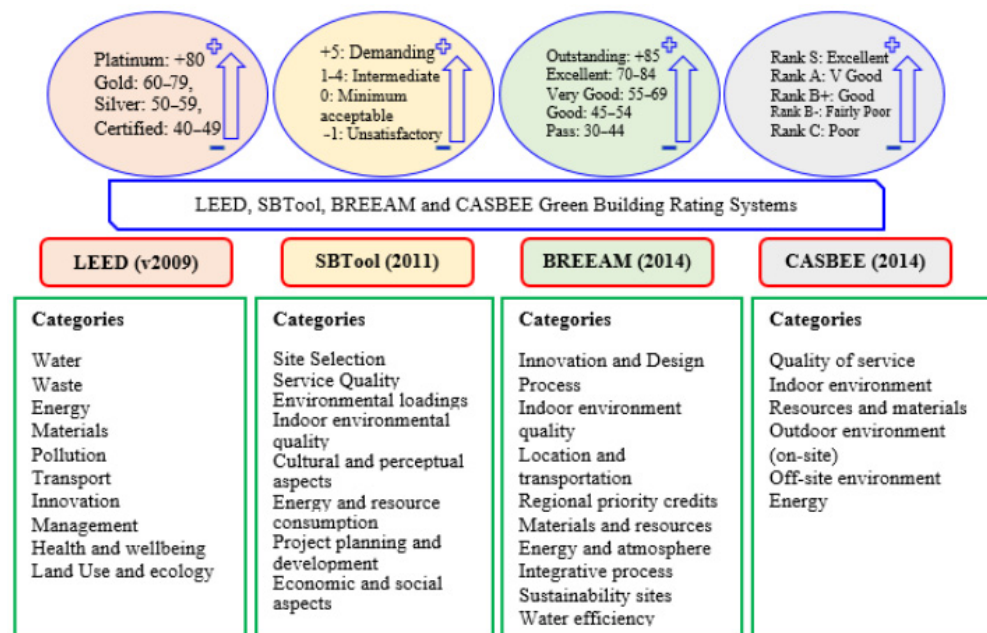 Platinum: +80
Gold: 60–79,
Silver: 50–59,
Certified: 40–49
+5: Demanding
1-4: Intermediate
0: Minimum
acceptable
-1: Unsatisfactory
Outstanding: +85
Excellent: 70–84
Very Good: 55–69
Good: 45–54
Pass: 30–44
Rank S: Excellent
Rank A: V Good
Rank B+: Good
Rank B-: Fairly Poor
Rank C: Poor
LEED, SBTool, BREEAM and CASBEE Green Building Rating Systems
LEED (v2009)
SBTool (2011)
BREEAM (2014)
CASBEE (2014)
Categories
Water
Waste
Energy
Materials
Pollution
Transport
Innovation
Management
Health and wellbeing
Land Use and ecology
Categories
Site Selection
Service Quality
Environmental loadings
Indoor environmental
quality
Cultural and perceptual
aspects
Energy and resource
consumption
Project planning and
development
Economic and social
aspects
Categories
Innovation and Design
Process
Indoor environment
quality
Location and
transportation
Regional priority credits
Materials and resources
Energy and atmosphere
Integrative process
Sustainability sites
Water efficiency
Categories
Quality of service
Indoor environment
Resources and materials
Outdoor environment
(on-site)
Off-site environment
Energy